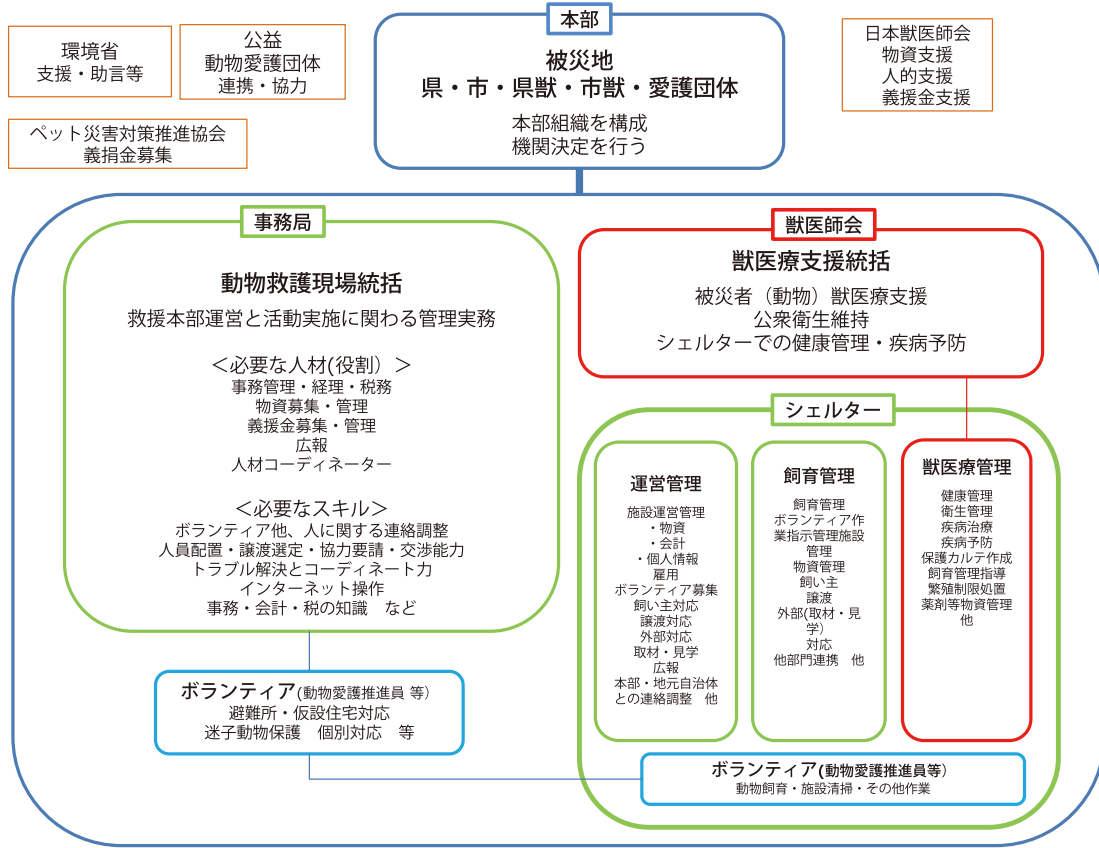 環境省
支援・助言等
公益
動物愛護団体
連携・協力
ペット災害対策推進協会
義捐金募集
本部
被災地
県・市・県獣・市獣・愛護団体
本部組織を構成
機関決定を行う
日本獣医師会
物資支援
人的支援
義援金支援
事務局
動物救護現場統括
救援本部運営と活動実施に関わる管理実務
＜必要な人材(役割）＞
事務管理・経理・税務
物資募集・管理
義援金募集・管理
広報
人材コーディネーター
＜必要なスキル＞
ボランティア他、人に関する連絡調整
人員配置・譲渡選定・協力要請・交渉能力
トラブル解決とコーディネート力
インターネット操作
事務・会計・税の知識　など
ボランティア(動物愛護推進員 等)
避難所・仮設住宅対応
迷子動物保護　個別対応　等
獣医師会
獣医療支援統括
被災者（動物）獣医療支援
公衆衛生維持
シェルターでの健康管理・疾病予防
シェルター
運営管理
施設運営管理
・物資
・会計
・個人情報
雇用
ボランティア募集
飼い主対応
譲渡対応
外部対応
取材・見学
広報
本部・地元自治体
との連絡調整　他
飼育管理
飼育管理
ボランティア作
業指示管理施設
管理
物資管理
飼い主
譲渡
外部(取材・見
学）
対応
他部門連携　他
獣医療管理
健康管理
衛生管理
疾病治療
疾病予防
保護カルテ作成
飼育管理指導
繁殖制限処置
薬剤等物資管理
他
ボランティア(動物愛護推進員等）
動物飼育・施設清掃・その他作業